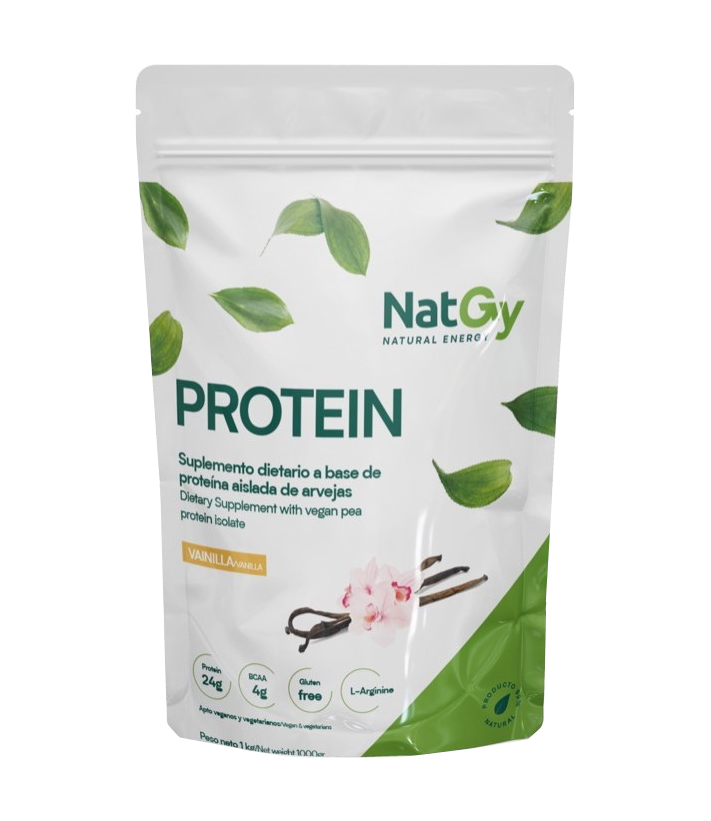 NatGy
NATURAL ENERGY
PROTEIN
Suplemento dietario a base de
proteína aislada de arvejas
Dietary Supplement with vegan pea
protein isolate
VAINILLA/VANILLA
Protein
24g
BCAA
4g
Gluten
free
L-Arginine
Apto veganos y vegetarianos/Vegan & vegetarians
Peso neto 1 kg/Net weight 1000gr
PRODUCTO
NATURAL